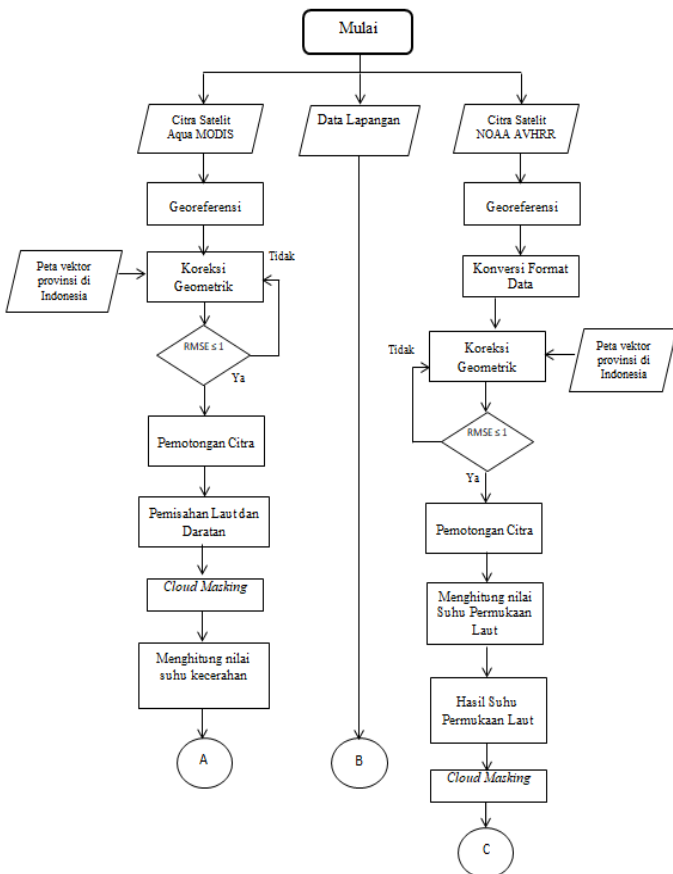 Mulai
Citra Satelit
Aqua MODIS
Data Lapangan
Citra Satelit
NOAA AVHRR
Georeferensi
Georeferensi
Peta vektor
provinsi di
Indonesia
Koreksi
Geometrik
Tidak
RMSE ≤ 1
Ya
Konversi Format
Data
Tidak
Koreksi
Geometrik
Peta vektor
provinsi di
Indonesia
RMSE ≤ 1
Ya
Pemotongan Citra
Pemisahan Laut dan
Daratan
Cloud Masking
Menghitung nilai
suhu kecerahan
A
B
Pemotongan Citra
Menghitung nilai
Suhu Permukaan
Laut
Hasil Suhu
Permukaan Laut
Cloud Masking
C